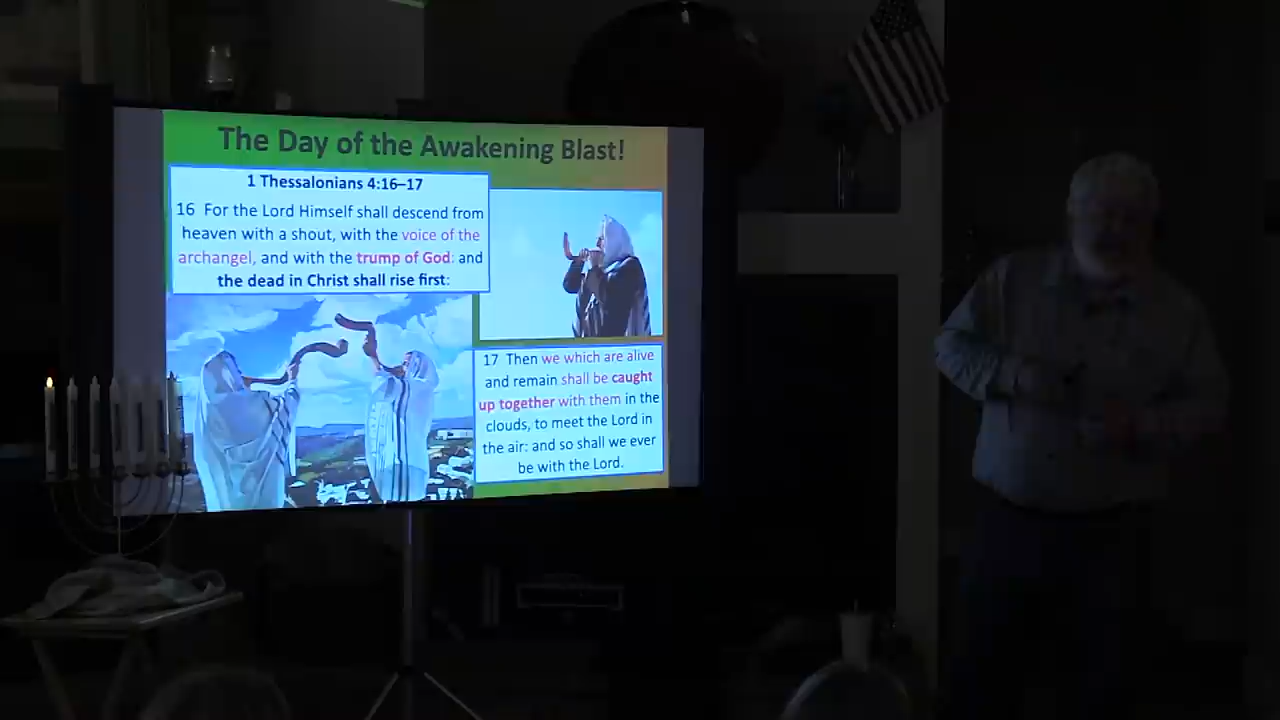 The Day of the Awakening Blast!
1 Thessalonians 4:16–17
16 For the Lord Himself shall descend from
heaven with a shout, with the voice of the
archangel, and with the trump of God: and
the dead in Christ shall rise first:
17 Then we which are alive
and remain shall be caught
up together with them in the
clouds, to meet the Lord in
the air: and so shall we ever
be with the Lord.